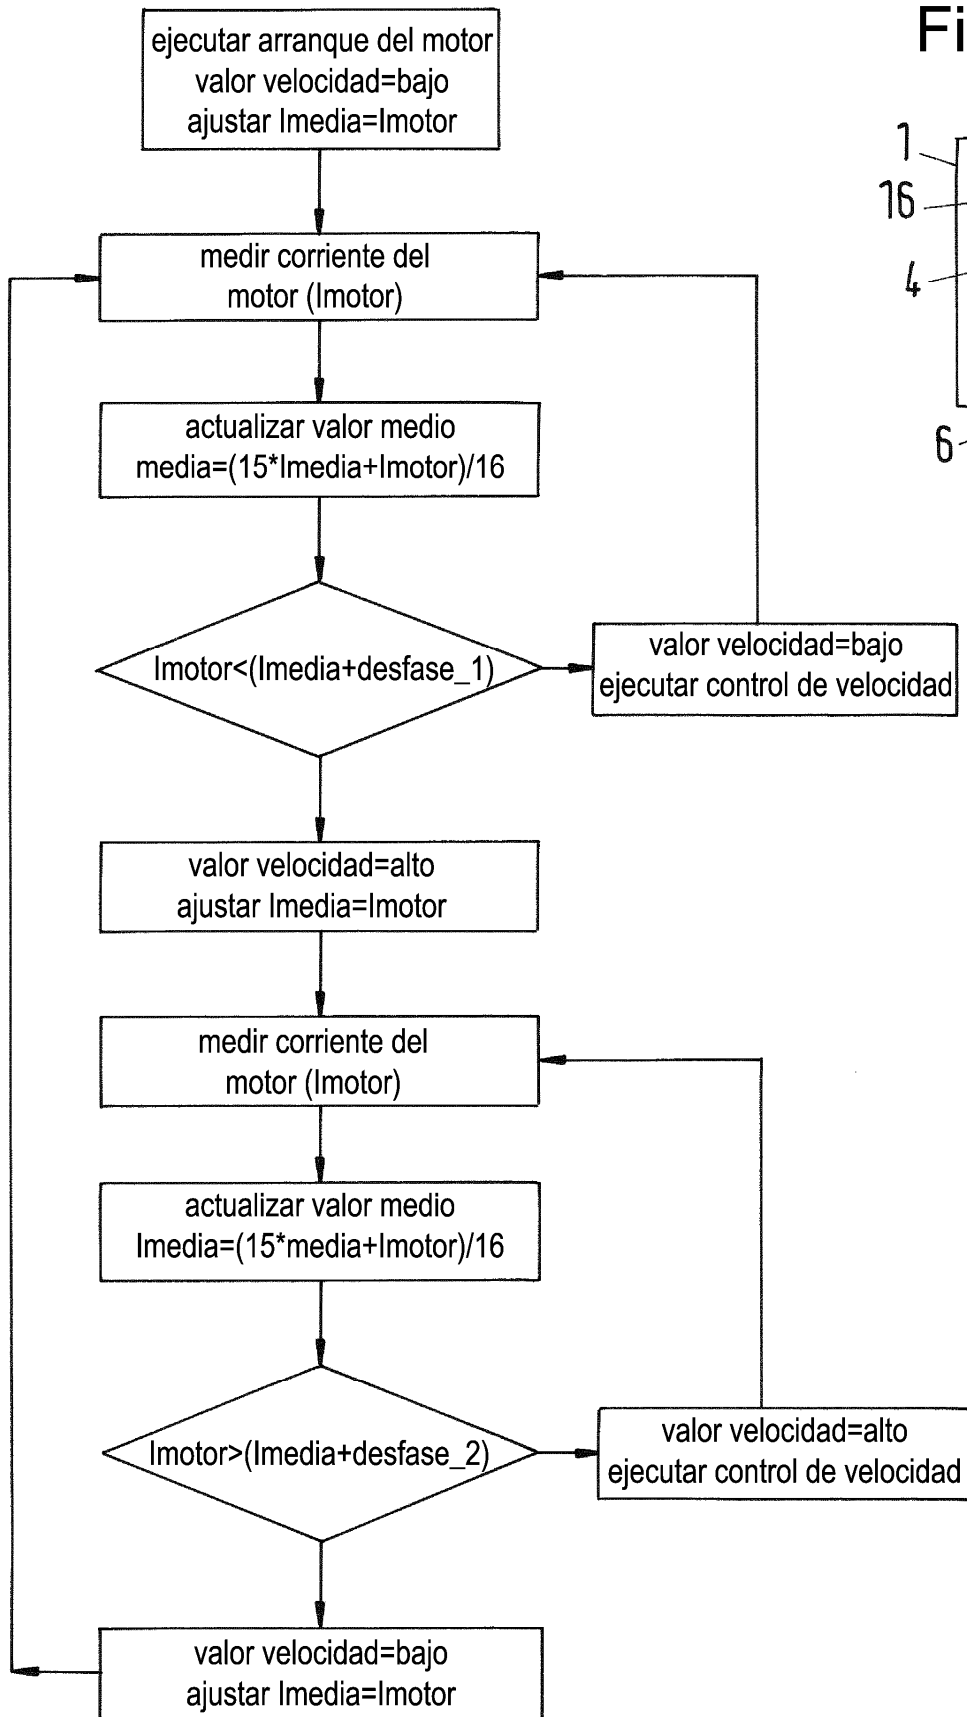 ejecutar arranque del motor
valor velocidad=bajo
ajustar Imedia=Imotor
Fi
1
16
4
6
medir corriente del
motor (Imotor)
actualizar valor medio
media=(15*Imedia+Imotor)/16
Imotor<(Imedia+desfase_1)
valor velocidad=bajo
ejecutar control de velocidad
valor velocidad=alto
ajustar Imedia=Imotor
medir corriente del
motor (Imotor)
actualizar valor medio
Imedia=(15*media+Imotor)/16
Imotor>(Imedia+desfase_2)
valor velocidad=alto
ejecutar control de velocidad
valor velocidad=bajo
ajustar Imedia=Imotor